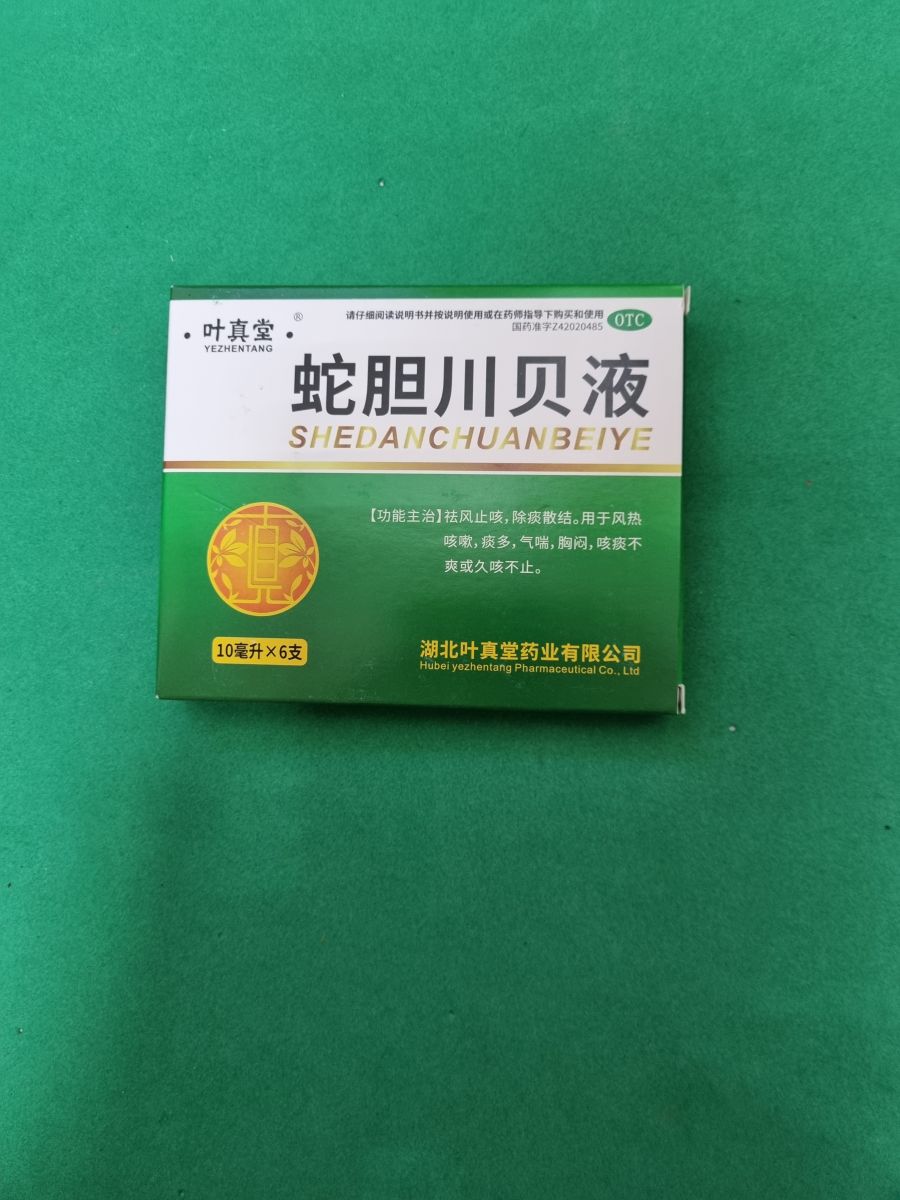 请仔细阅读说明书并按说明使用或在药师指导下购买和使用
国药准字Z42020485
OTC
·叶真堂·®
YEZHENTANG
蛇胆川贝液
SHEDANCHUANBEIYE
【功能主治】祛风止咳，除痰散结。用于风热
咳嗽，痰多，气喘，胸闷，咳痰不
爽或久咳不止。
10毫升×6支
湖北叶真堂药业有限公司
Hubei yezhentang Pharmaceutical Co., Ltd